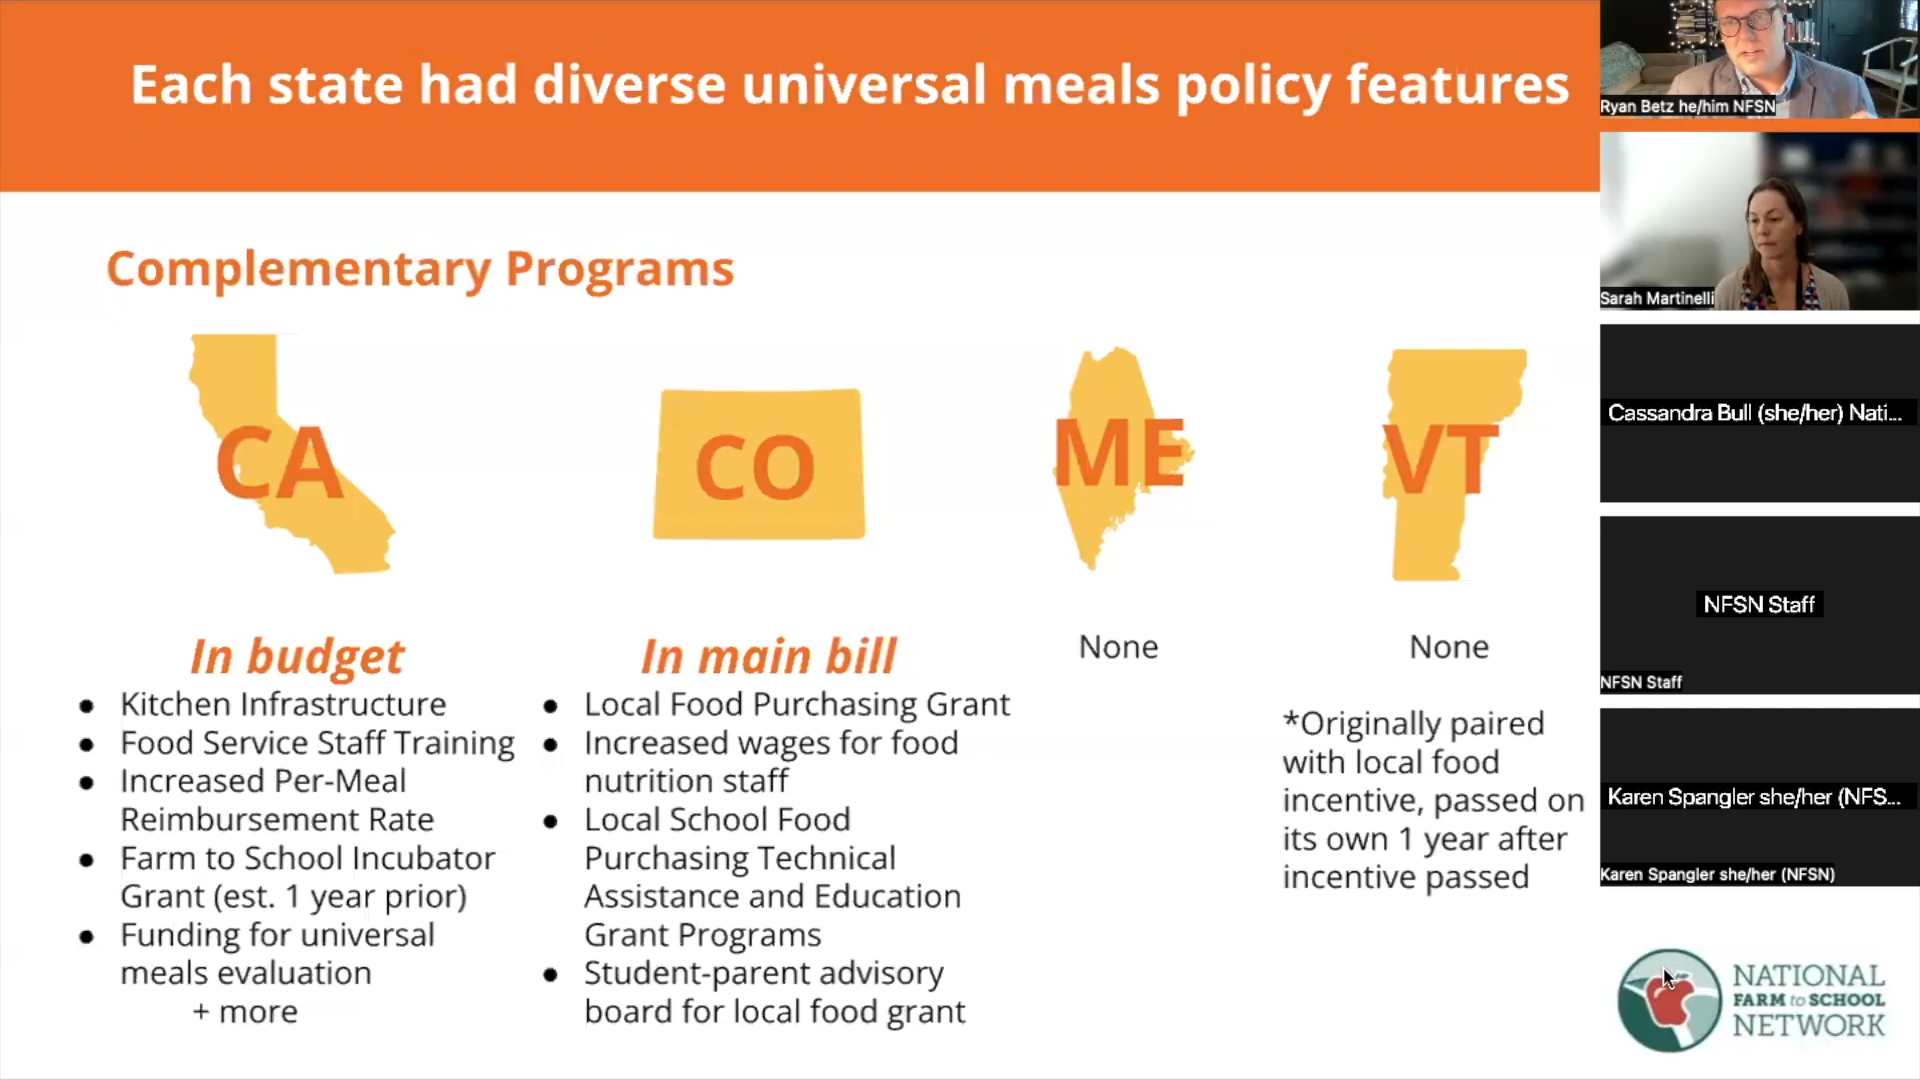 Each state had diverse universal meals policy features
Complementary Programs
CA
CO
ME
VT
In budget
● Kitchen Infrastructure
● Food Service Staff Training
● Increased Per-Meal
Reimbursement Rate
● Farm to School Incubator
Grant (est. 1 year prior)
● Funding for universal
meals evaluation
+ more
In main bill
● Local Food Purchasing Grant
● Increased wages for food
nutrition staff
● Local School Food
Purchasing Technical
Assistance and Education
Grant Programs
● Student-parent advisory
board for local food grant
None
None
*Originally paired
with local food
incentive, passed on
its own 1 year after
incentive passed
Ryan Betz he/him NFSN
Sarah Martinelli
Cassandra Bull (she/her) Nati...
NFSN Staff
NFSN Staff
Karen Spangler she/her (NFS...
Karen Spangler she/her (NFSN)
NATIONAL
FARM to SCHOOL
NETWORK